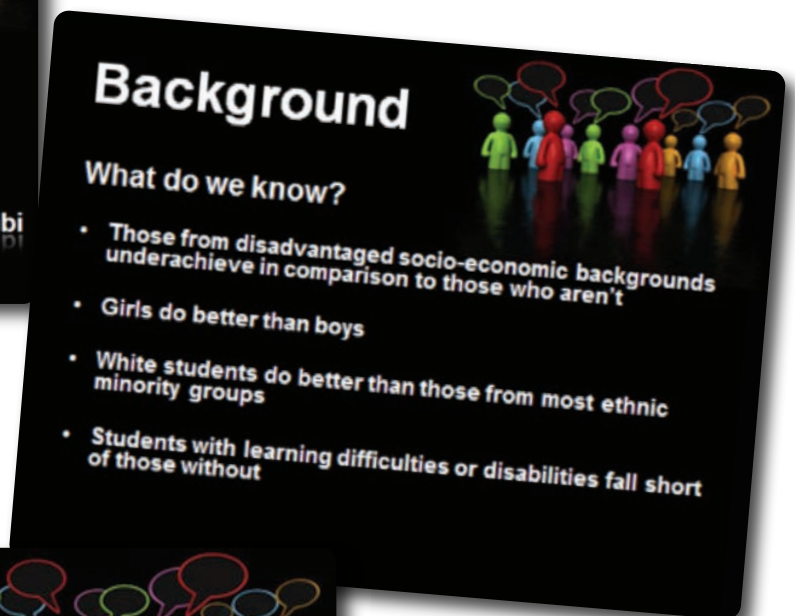 Background
What do we know?
• Those from disadvantaged socio-economic backgrounds
underachieve in comparison to those who aren't
• Girls do better than boys
• White students do better than those from most ethnic
minority groups
• Students with learning difficulties or disabilities fall short
of those without
bi